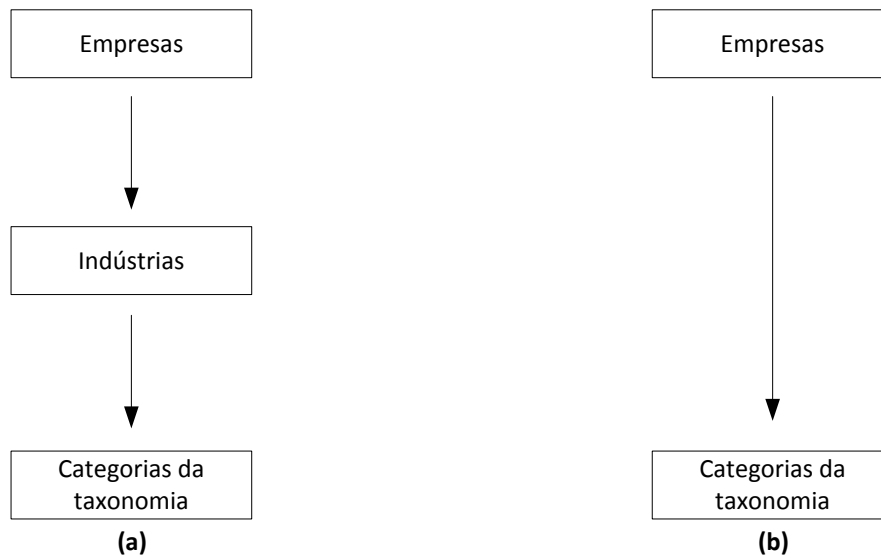 Empresas
Indústrias
Categorias da
taxonomia
(a)
Empresas
Categorias da
taxonomia
(b)